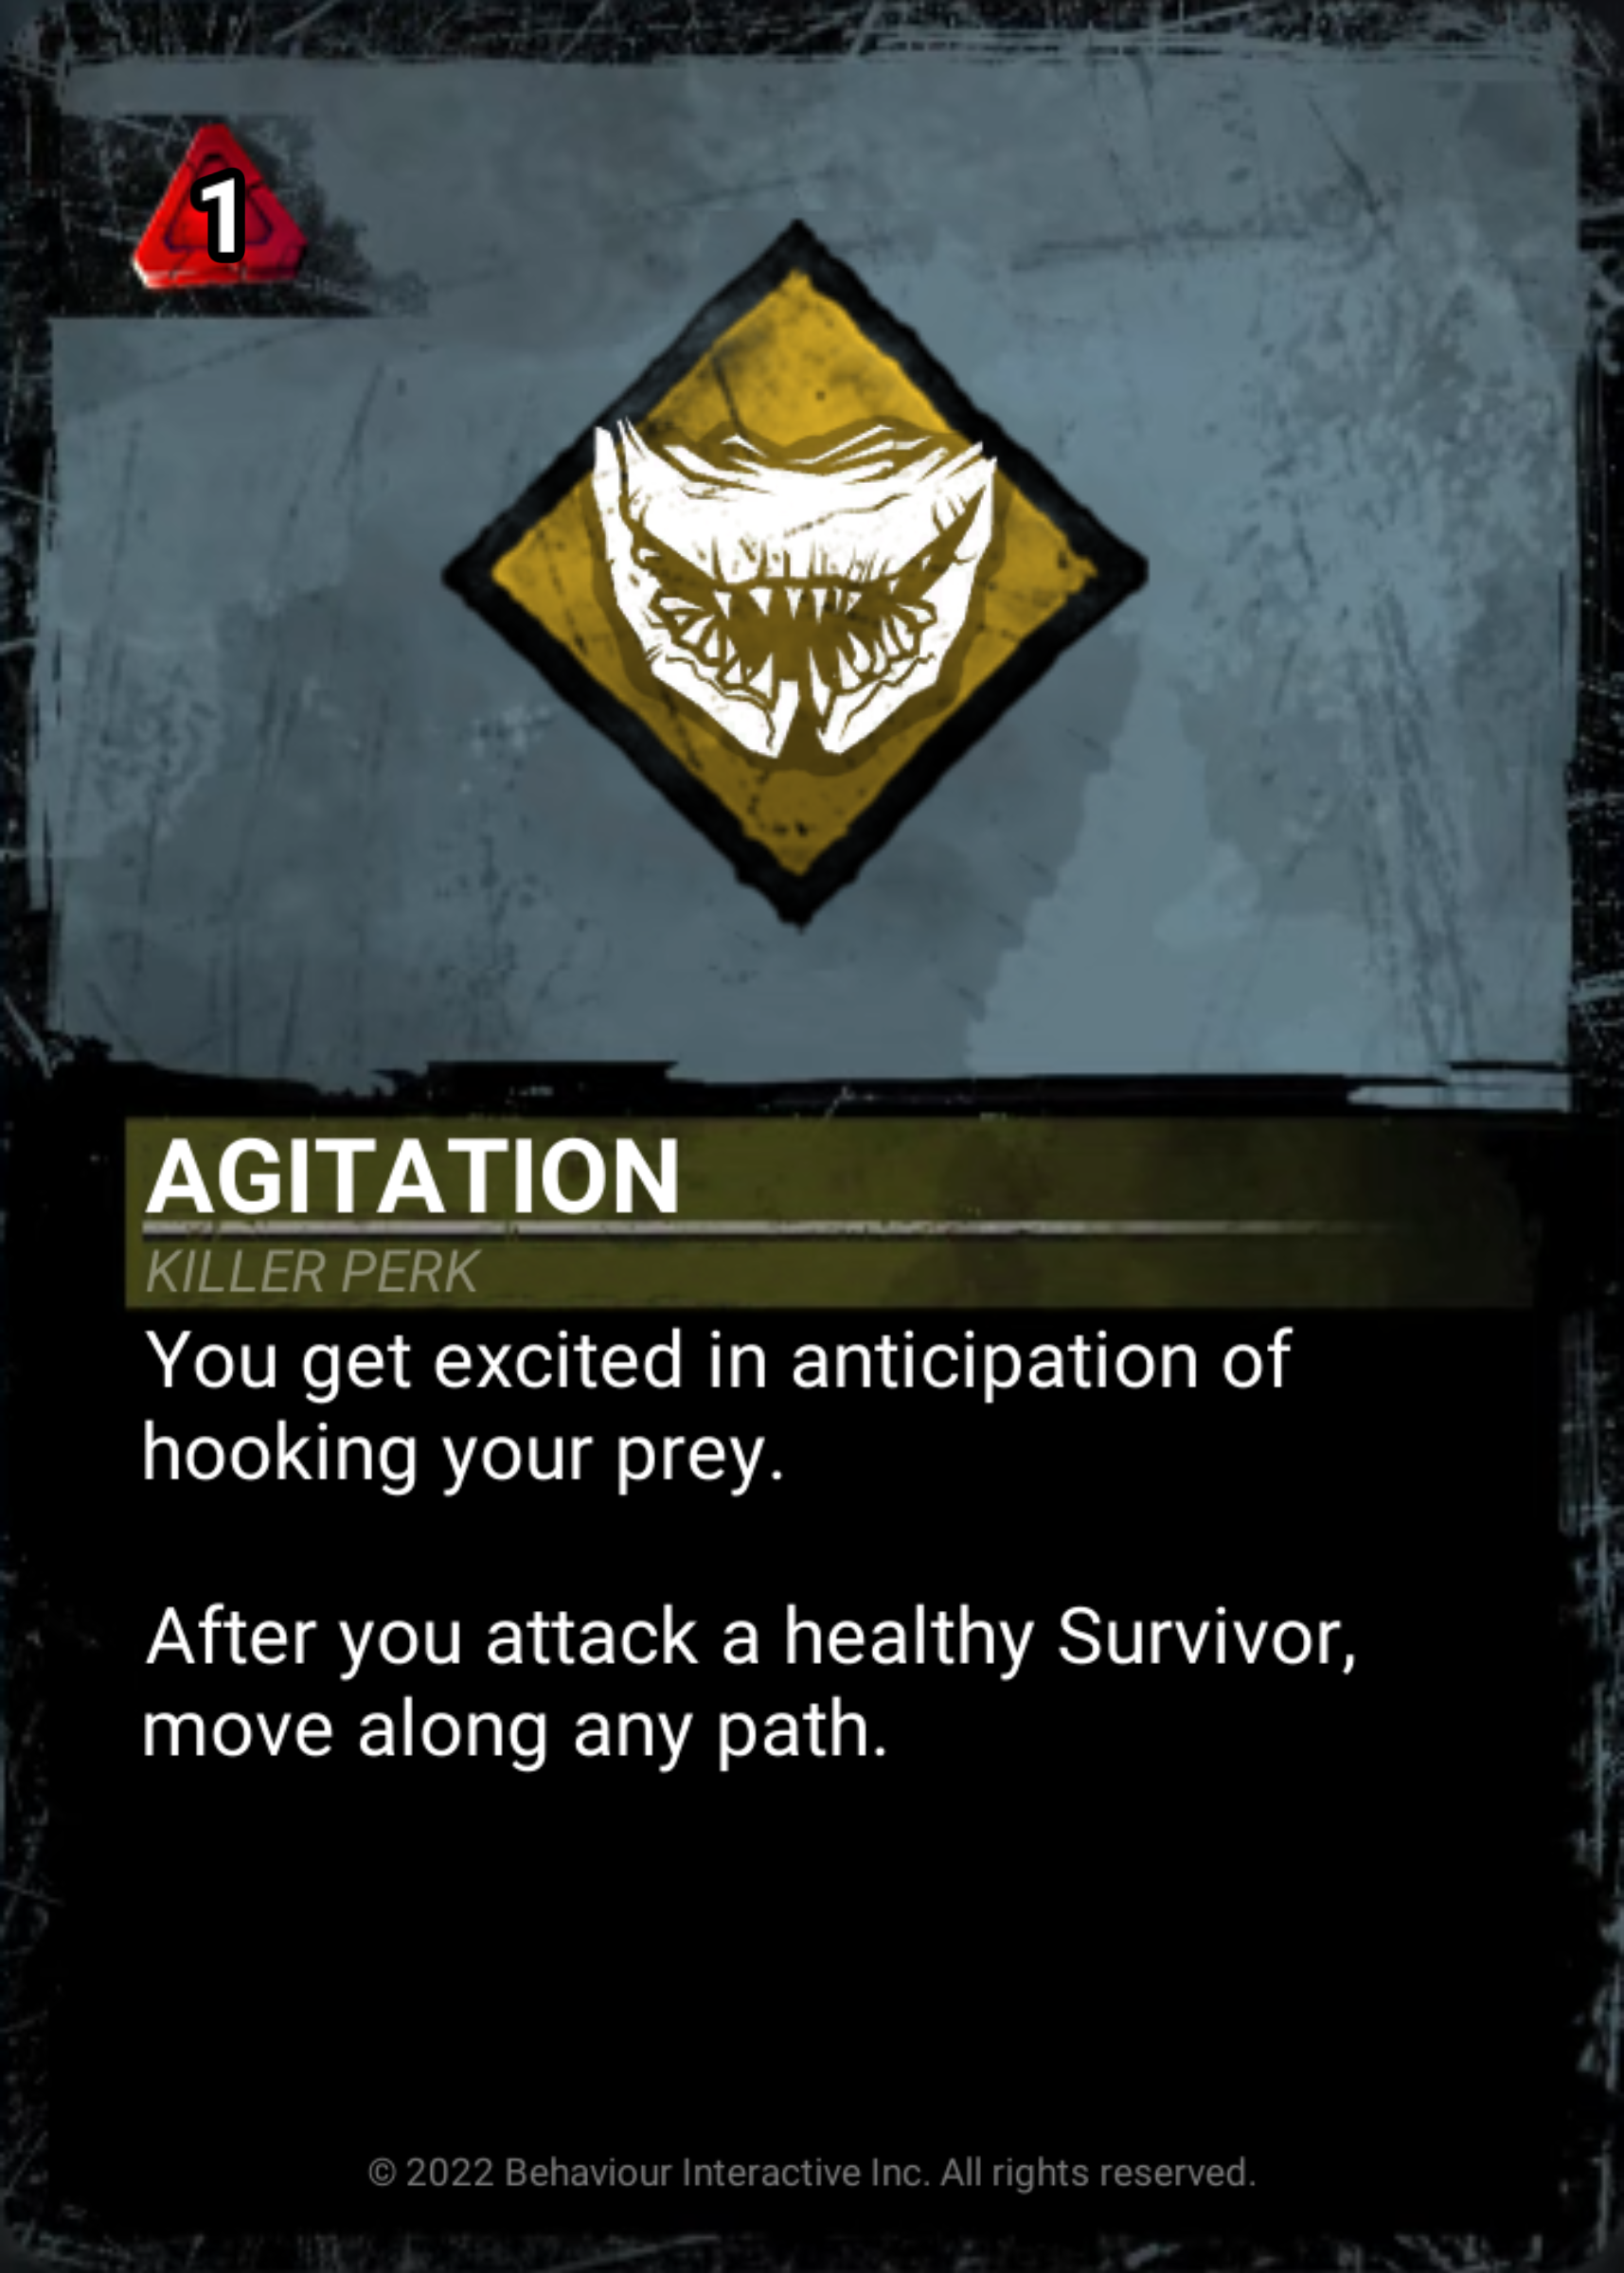 1
AGITATION
KILLER PERK
You get excited in anticipation of
hooking your prey.
After you attack a healthy Survivor,
move along any path.
© 2022 Behaviour Interactive Inc. All rights reserved.